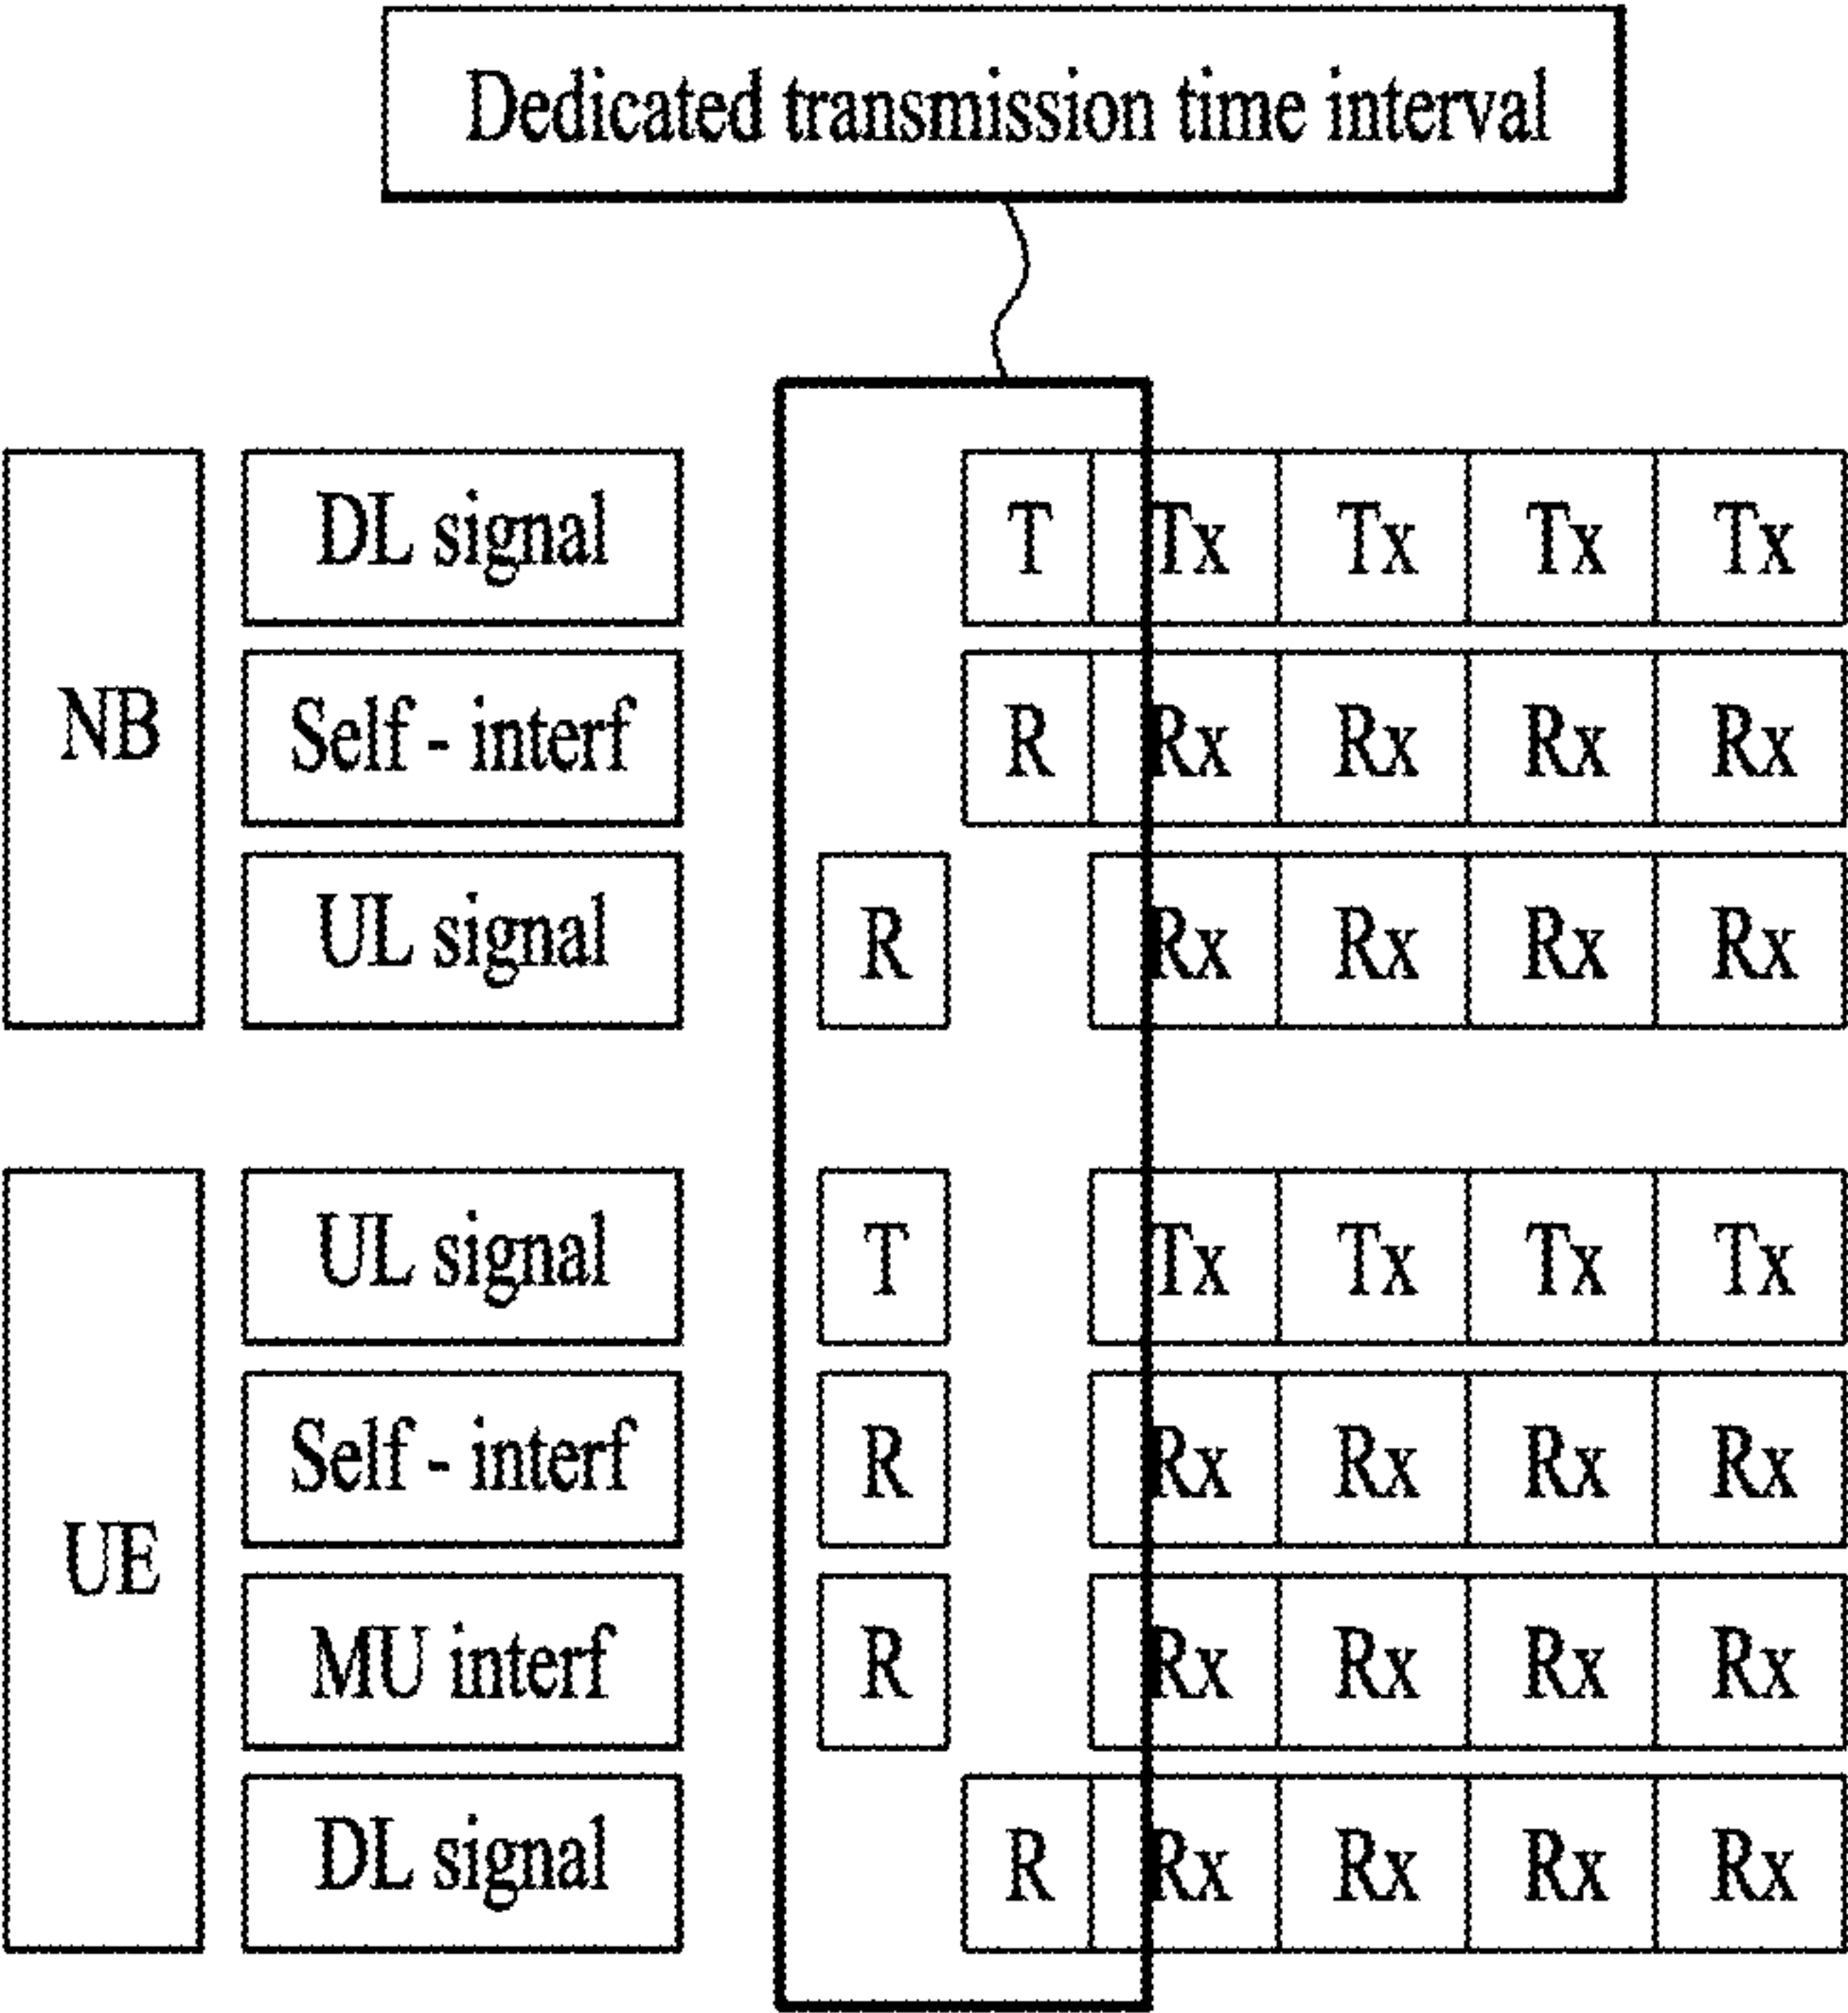 Dedicated transmission time interval
NB
DL signal T Tx Tx Tx Tx
Self - interf R Rx Rx Rx Rx
UL signal R Rx Rx Rx Rx
UE
UL signal T Tx Tx Tx Tx
Self - interf R Rx Rx Rx Rx
MU interf R Rx Rx Rx Rx
DL signal R Rx Rx Rx Rx